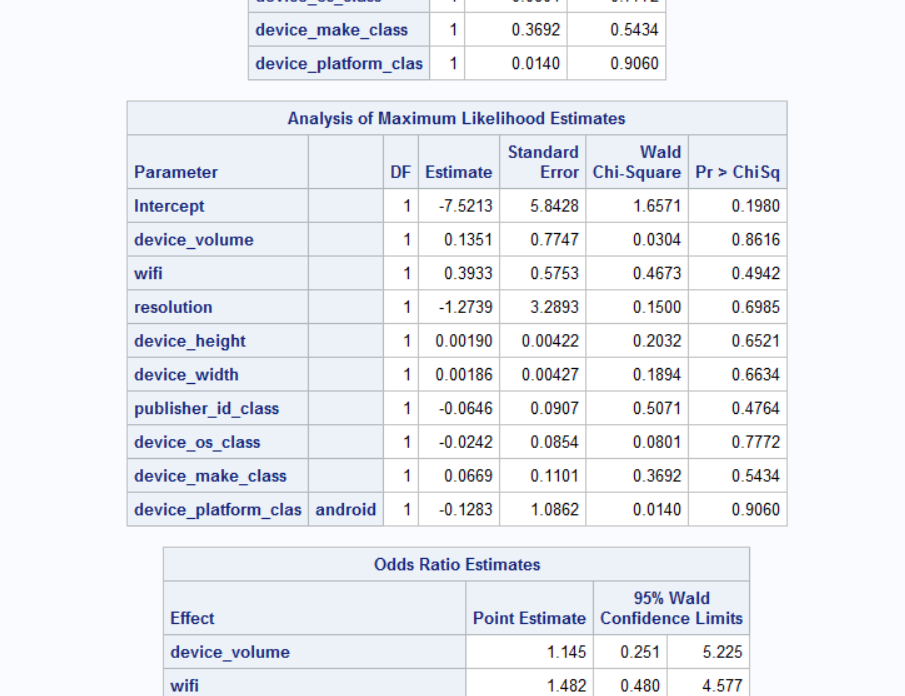 device_make_class 1 0.3692 0.5434
device_platform_clas 1 0.0140 0.9060
Analysis of Maximum Likelihood Estimates
Parameter DF Estimate Standard Error Wald Chi-Square Pr > ChiSq
Intercept 1 -7.5213 5.8428 1.6571 0.1980
device_volume 1 0.1351 0.7747 0.0304 0.8616
wifi 1 0.3933 0.5753 0.4673 0.4942
resolution 1 -1.2739 3.2893 0.1500 0.6985
device_height 1 0.00190 0.00422 0.2032 0.6521
device_width 1 0.00186 0.00427 0.1894 0.6634
publisher_id_class 1 -0.0646 0.0907 0.5071 0.4764
device_os_class 1 -0.0242 0.0854 0.0801 0.7772
device_make_class 1 0.0669 0.1101 0.3692 0.5434
device_platform_clas android 1 -0.1283 1.0862 0.0140 0.9060
Odds Ratio Estimates
Effect Point Estimate 95% Wald Confidence Limits
device_volume 1.145 0.251 5.225
wifi 1.482 0.480 4.577